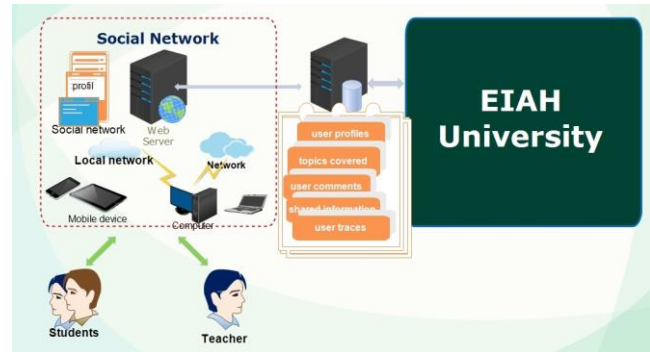 Social Network
profil
Social network
Web
Server
Local network
Network
Mobile device
Computer
Students
Teacher
user profiles
topics covered
user comments
shared information
user traces
EIAH
University